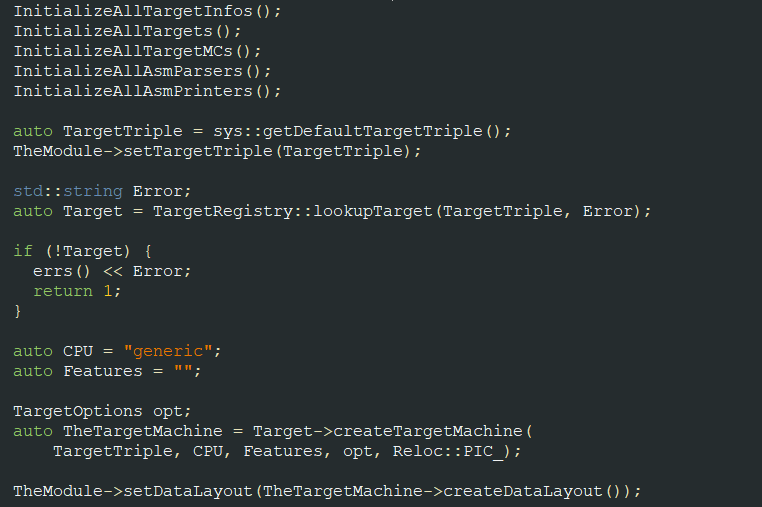 InitializeAllTargetInfos();
InitializeAllTargets();
InitializeAllTargetMCs();
InitializeAllAsmParsers();
InitializeAllAsmPrinters();
auto TargetTriple = sys::getDefaultTargetTriple();
TheModule->setTargetTriple(TargetTriple);
std::string Error;
auto Target = TargetRegistry::lookupTarget(TargetTriple, Error);
if (!Target) {
  errs() << Error;
  return 1;
}
auto CPU = "generic";
auto Features = "";
TargetOptions opt;
auto TheTargetMachine = Target->createTargetMachine(
    TargetTriple, CPU, Features, opt, Reloc::PIC_);
TheModule->setDataLayout(TheTargetMachine->createDataLayout());